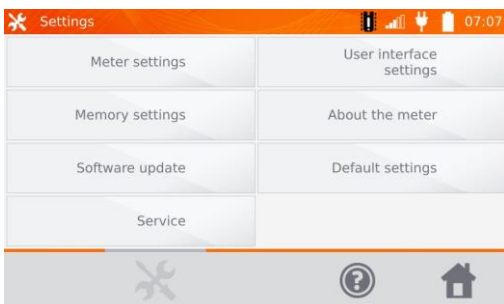 Settings
07:07
Meter settings
User interface
settings
Memory settings
About the meter
Software update
Default settings
Service
?